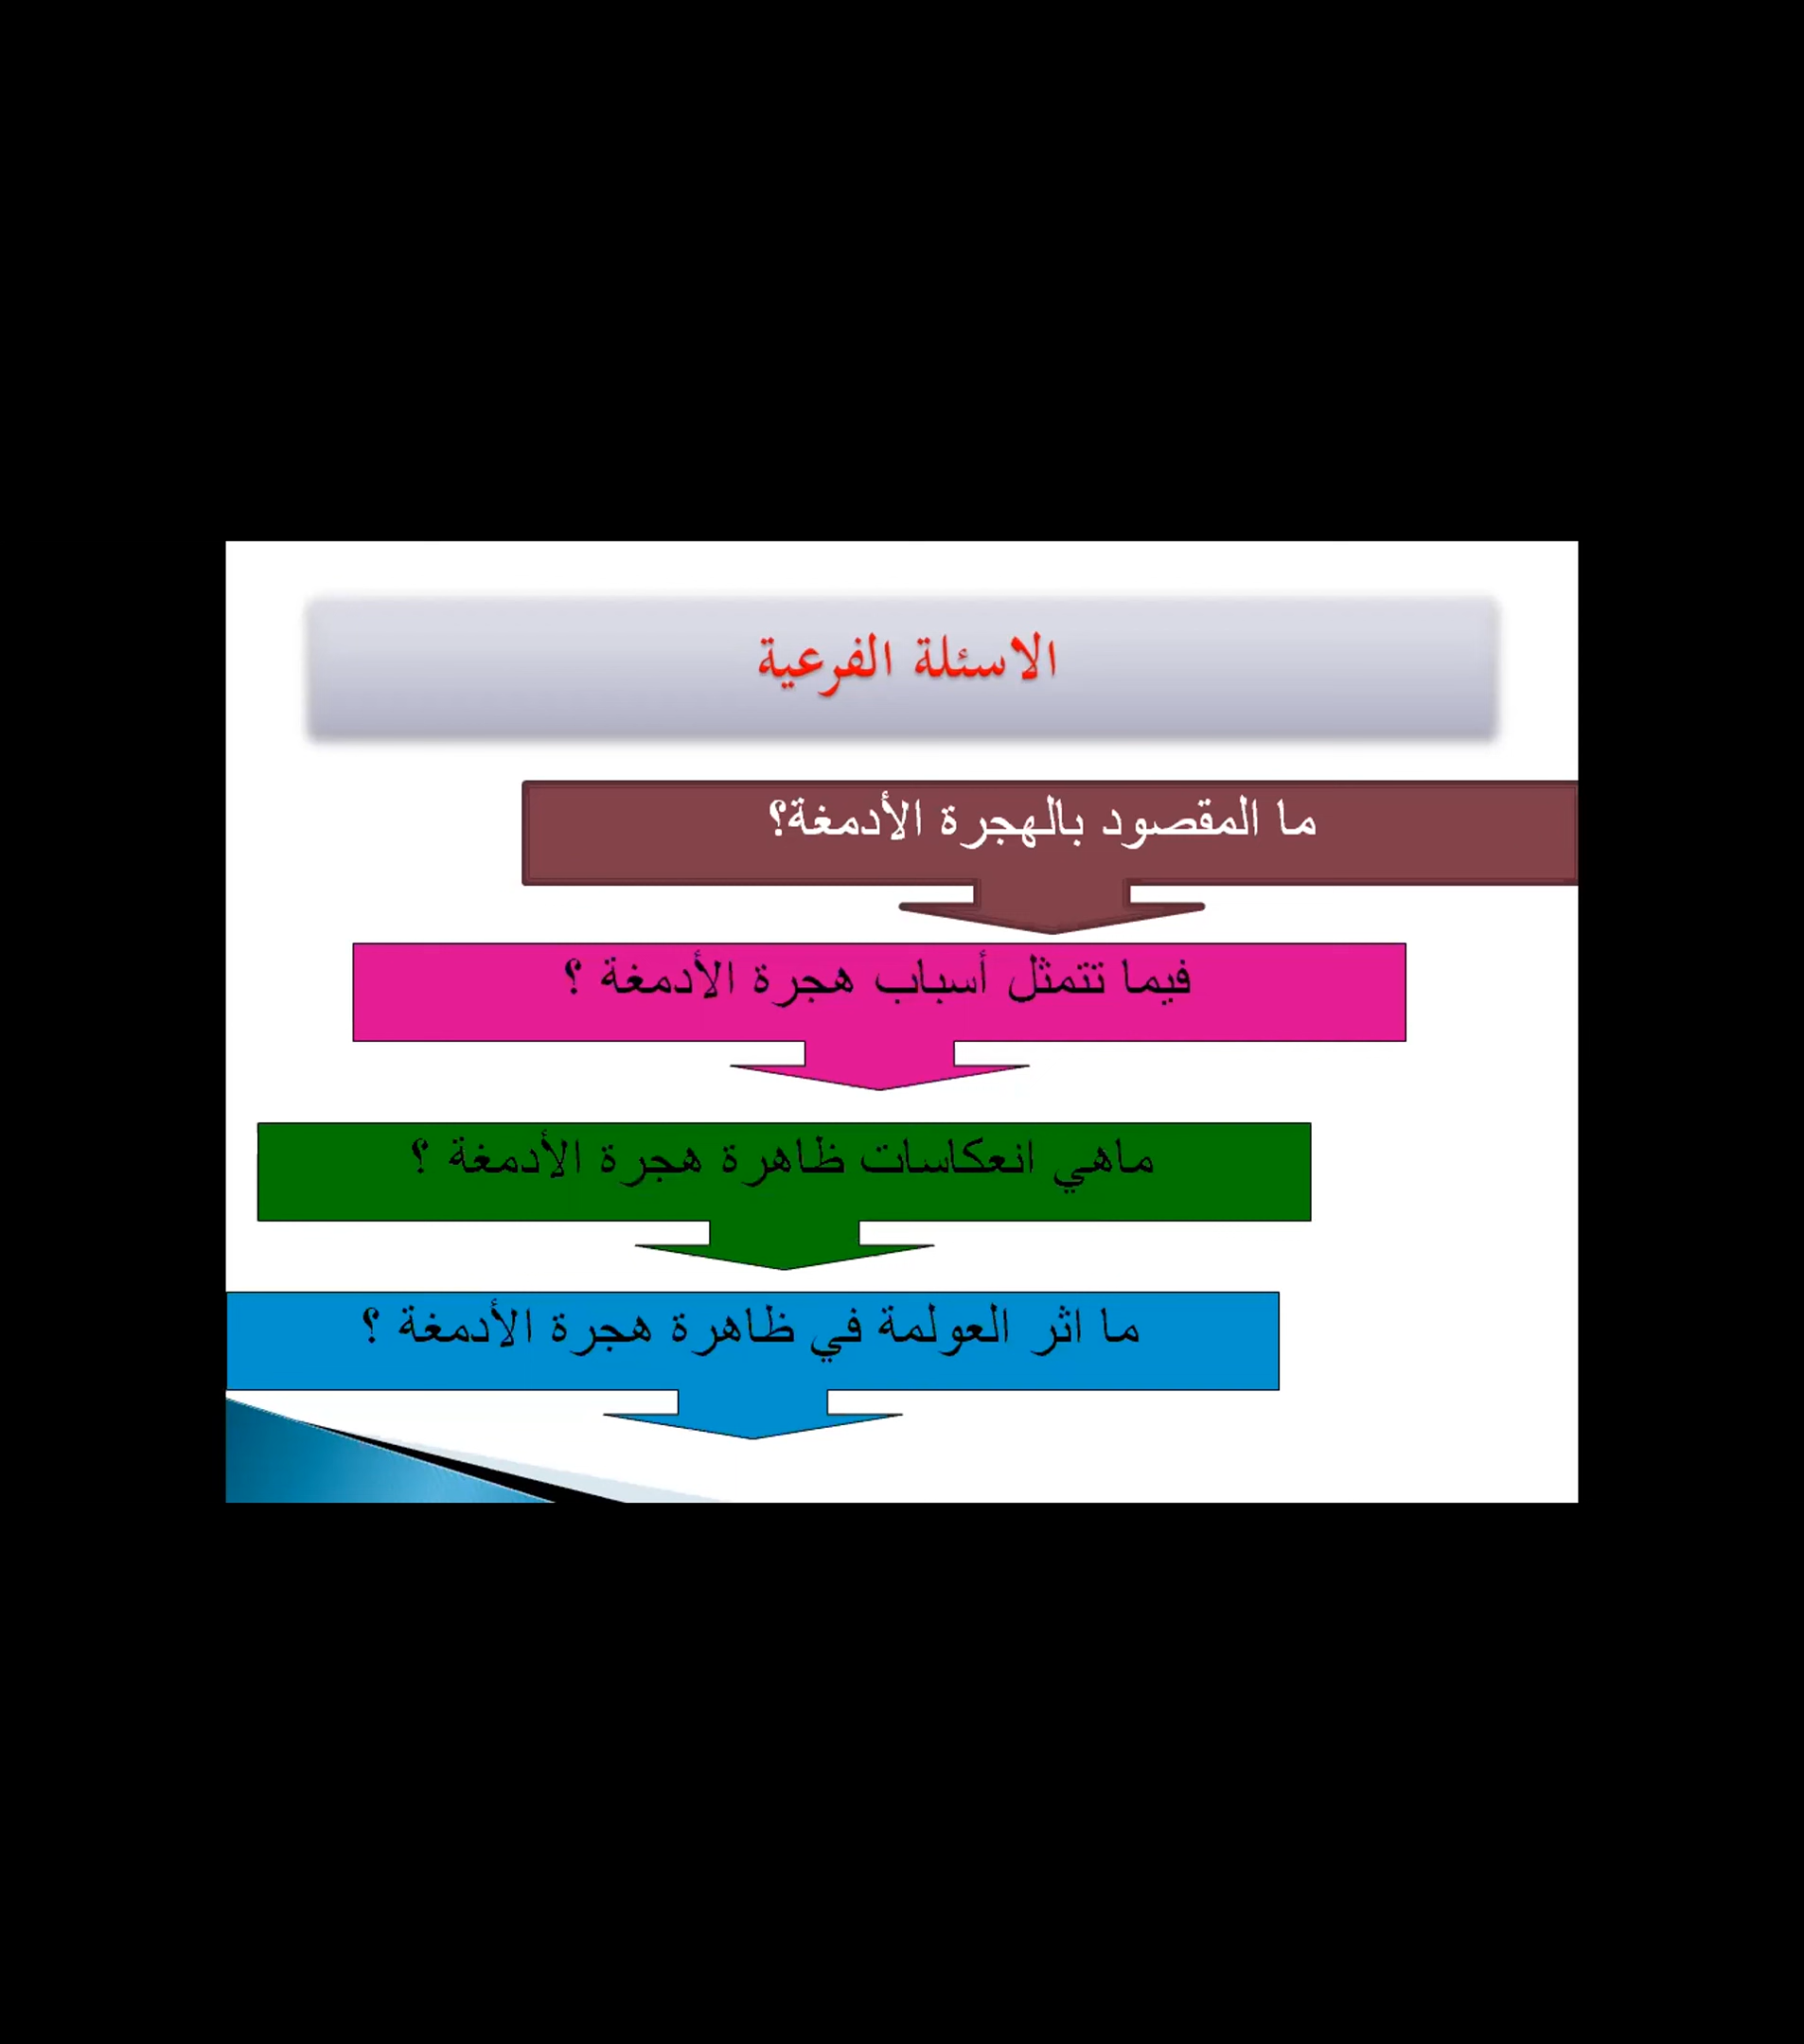 الاسئلة الفرعية
ما المقصود بالهجرة الأدمغة؟
فيما تتمثل أسباب هجرة الأدمغة ؟
ماهي انعكاسات ظاهرة هجرة الأدمغة ؟
ما اثر العولمة في ظاهرة هجرة الأدمغة ؟